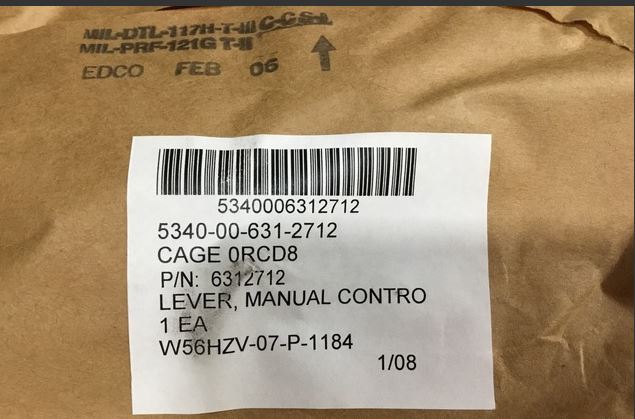 MIL-DTL-117H-T-III C-C S-1
MIL-PRF-121G T-II
EDCO FEB 06
5340006312712
5340-00-631-2712
CAGE 0RCD8
P/N: 6312712
LEVER, MANUAL CONTRO
1 EA
W56HZV-07-P-1184
1/08